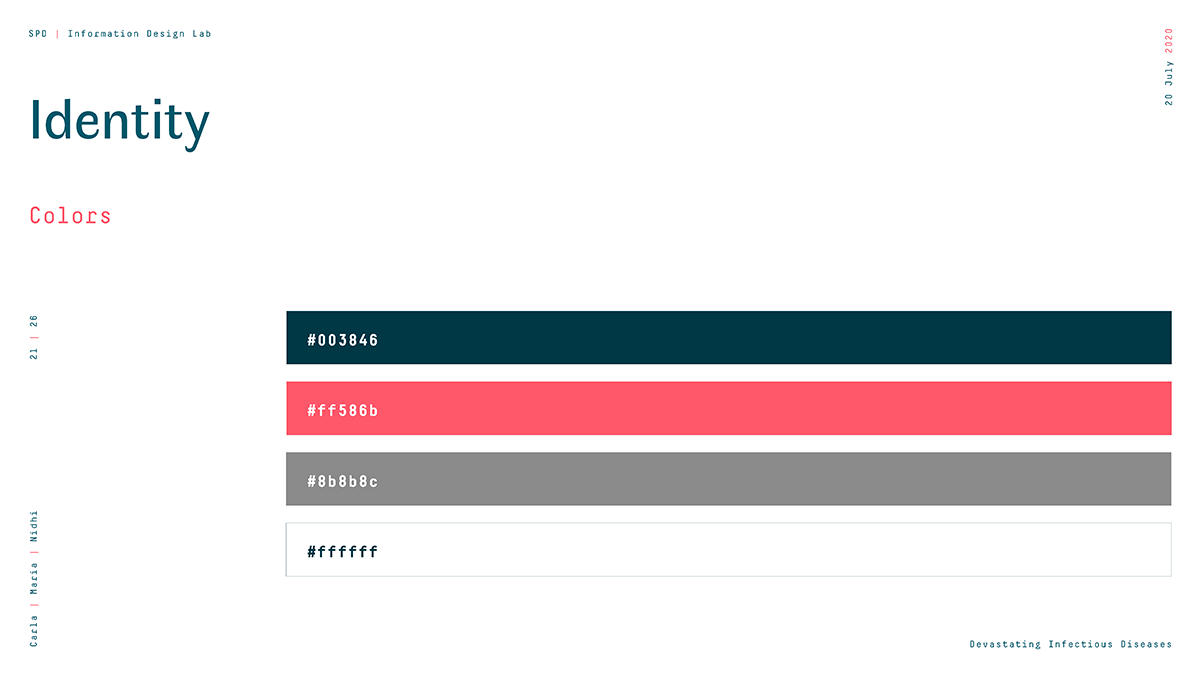 SPD | Information Design Lab
20 July 2020
Identity
Colors
21 | 26
#003846
#ff586b
#8b8b8c
#ffffff
Carla | Maria | Nidhi
Devastating Infectious Diseases